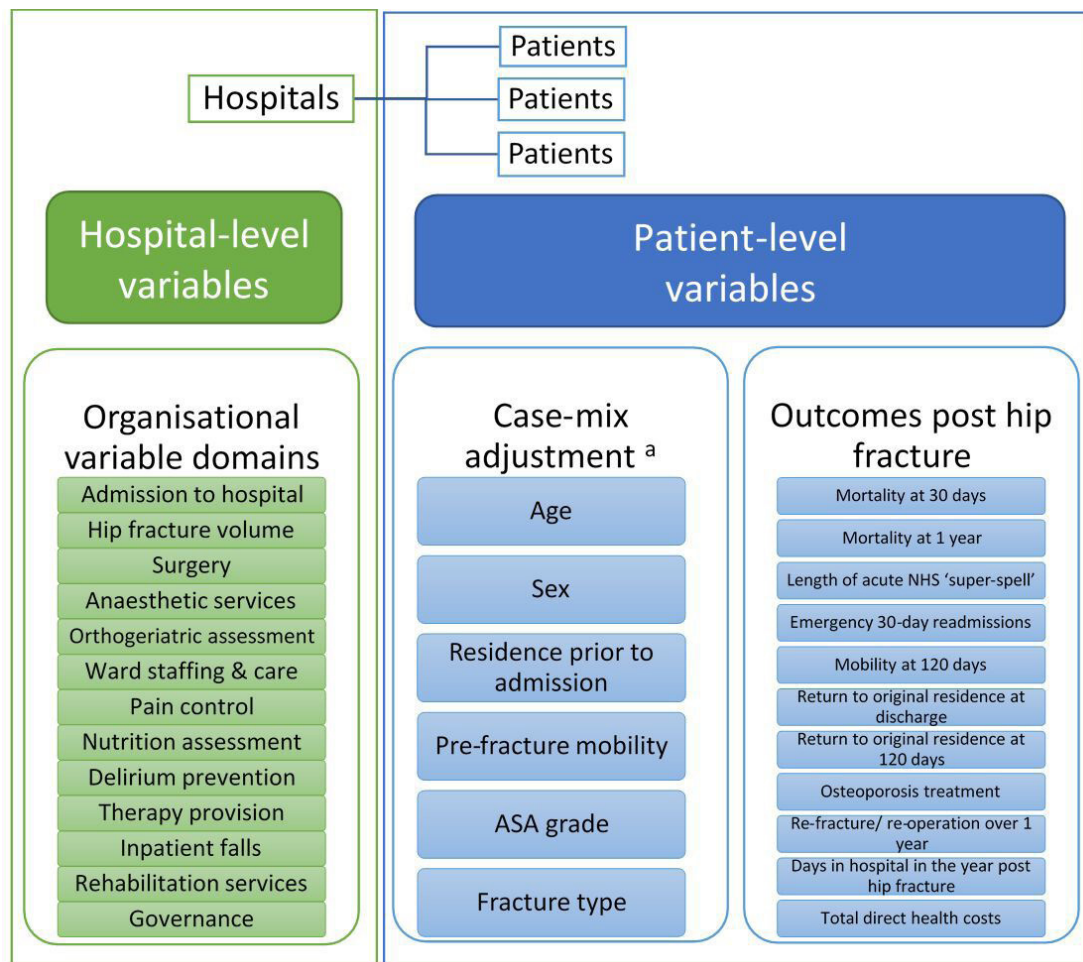 Hospitals
Patients
Patients
Patients
Hospital-level
variables
Patient-level
variables
Organisational
variable domains
Admission to hospital
Hip fracture volume
Surgery
Anaesthetic services
Orthogeriatric assessment
Ward staffing & care
Pain control
Nutrition assessment
Delirium prevention
Therapy provision
Inpatient falls
Rehabilitation services
Governance
Case-mix
adjustment a
Age
Sex
Residence prior to
admission
Pre-fracture mobility
ASA grade
Fracture type
Outcomes post hip
fracture
Mortality at 30 days
Mortality at 1 year
Length of acute NHS ‘super-spell’
Emergency 30-day readmissions
Mobility at 120 days
Return to original residence at
discharge
Return to original residence at
120 days
Osteoporosis treatment
Re-fracture/ re-operation over 1
year
Days in hospital in the year post
hip fracture
Total direct health costs